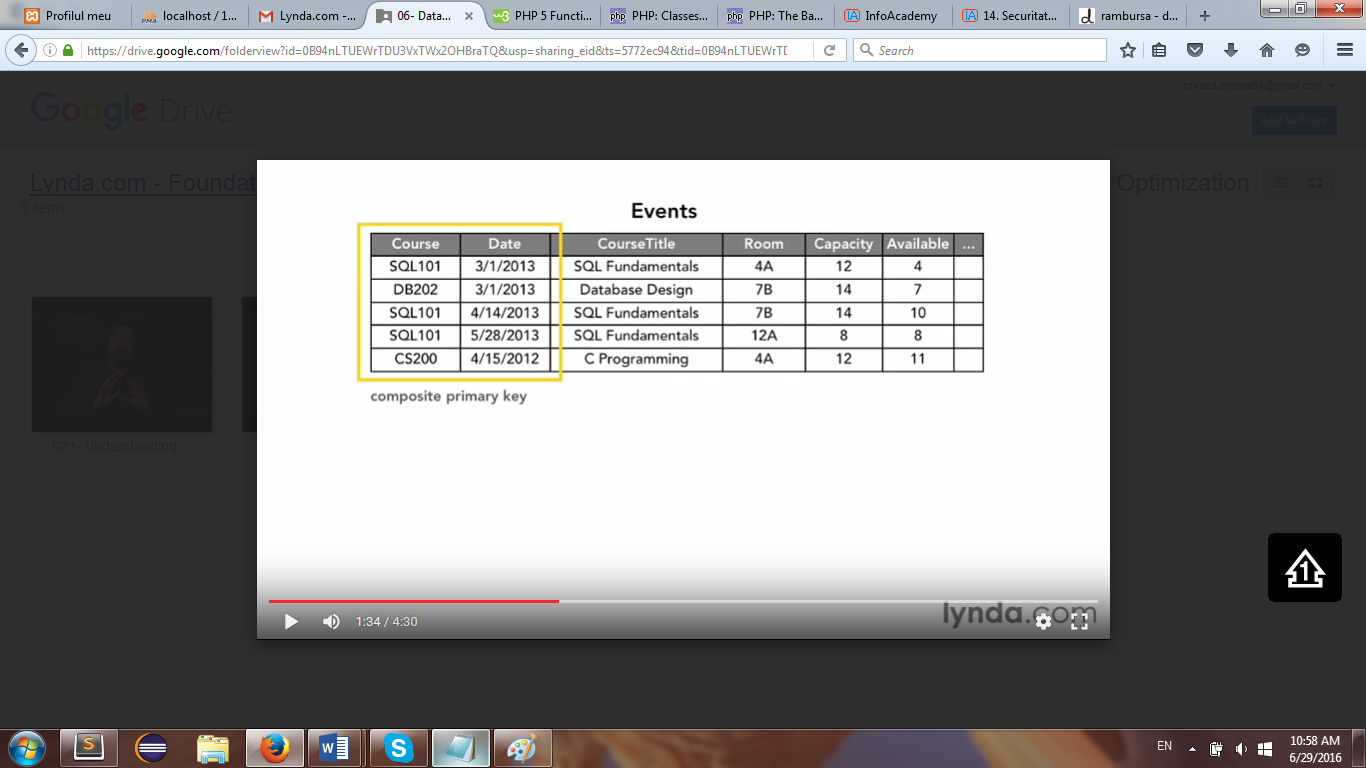 Profilul meu
localhost / 1...
Lynda.com -...
06- Data...
PHP 5 Functi...
PHP: Classes...
PHP: The Ba...
InfoAcademy
14. Securitat...
rambursa - d...
https://drive.google.com/folderview?id=0B94nLTUEWrTDU3VxTWx2OHBraTQ&usp=sharing_eid&ts=5772ec94&tid=0B94nLTUEWrTD
Search
Google Drive
roxana.eremia94@gmail.com
Add to Drive
Lynda.com - Foundat
Optimization
5 items
Events
Course Date CourseTitle Room Capacity Available ...
SQL101 3/1/2013 SQL Fundamentals 4A 12 4
DB202 3/1/2013 Database Design 7B 14 7
SQL101 4/14/2013 SQL Fundamentals 7B 14 10
SQL101 5/28/2013 SQL Fundamentals 12A 8 8
CS200 4/15/2012 C Programming 4A 12 11
composite primary key
021- Understanding...
1
1:34 / 4:30
lynda.com
EN
10:58 AM
6/29/2016